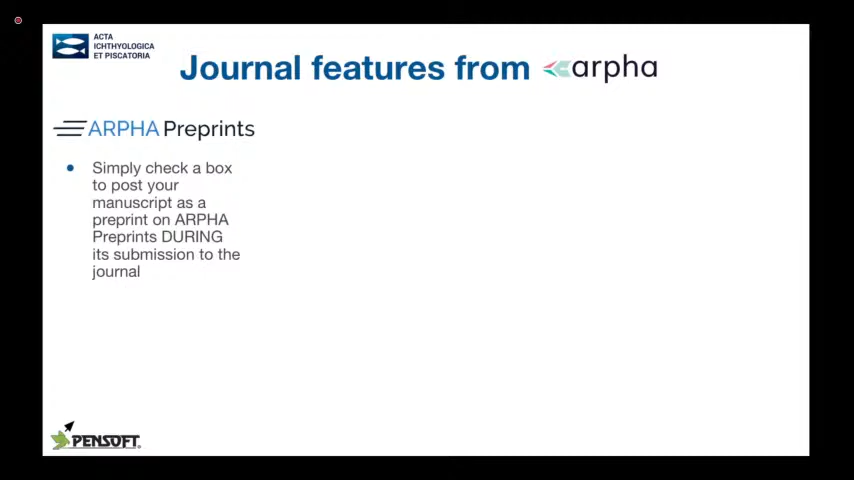 ACTA
ICHTHYOLOGICA
ET PISCATORIA
Journal features from arpha
ARPHA Preprints
● Simply check a box
to post your
manuscript as a
preprint on ARPHA
Preprints DURING
its submission to the
journal
PENSOFT®